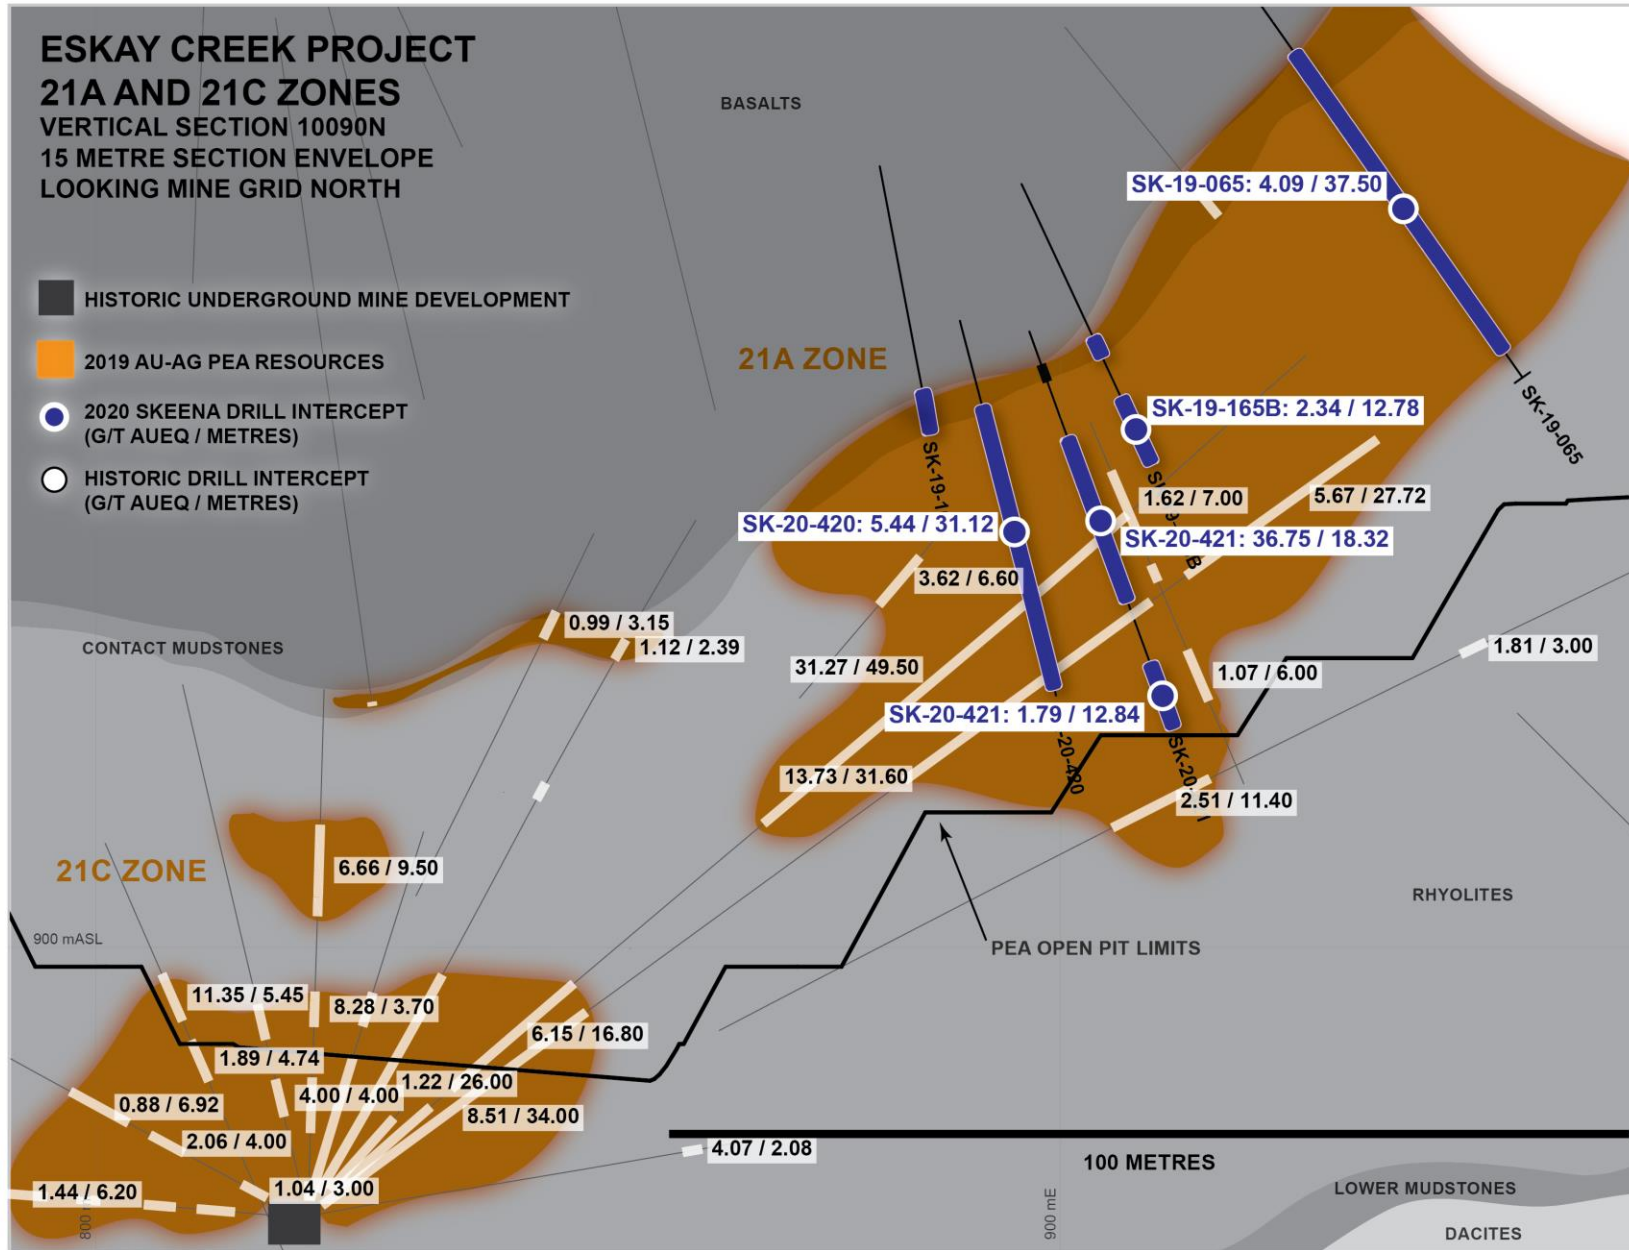 ESKAY CREEK PROJECT
21A AND 21C ZONES
VERTICAL SECTION 10090N
15 METRE SECTION ENVELOPE
LOOKING MINE GRID NORTH
HISTORIC UNDERGROUND MINE DEVELOPMENT
2019 AU-AG PEA RESOURCES
2020 SKEENA DRILL INTERCEPT
(G/T AUEQ / METRES)
HISTORIC DRILL INTERCEPT
(G/T AUEQ / METRES)
BASALTS
SK-19-065: 4.09 / 37.50
21A ZONE
SK-19-165B: 2.34 / 12.78
SK-19-065
SK-19-1
1.62 / 7.00
5.67 / 27.72
SK-20-420: 5.44 / 31.12
SK-20-421: 36.75 / 18.32
B
3.62 / 6.60
0.99 / 3.15
1.12 / 2.39
CONTACT MUDSTONES
31.27 / 49.50
1.81 / 3.00
1.07 / 6.00
SK-20-421: 1.79 / 12.84
-20-420
SK-20-
13.73 / 31.60
2.51 / 11.40
21C ZONE
6.66 / 9.50
RHYOLITES
900 mASL
PEA OPEN PIT LIMITS
11.35 / 5.45
8.28 / 3.70
6.15 / 16.80
1.89 / 4.74
1.22 / 26.00
4.00 / 4.00
0.88 / 6.92
8.51 / 34.00
2.06 / 4.00
4.07 / 2.08
100 METRES
1.44 / 6.20
1.04 / 3.00
LOWER MUDSTONES
800
900 mE
DACITES